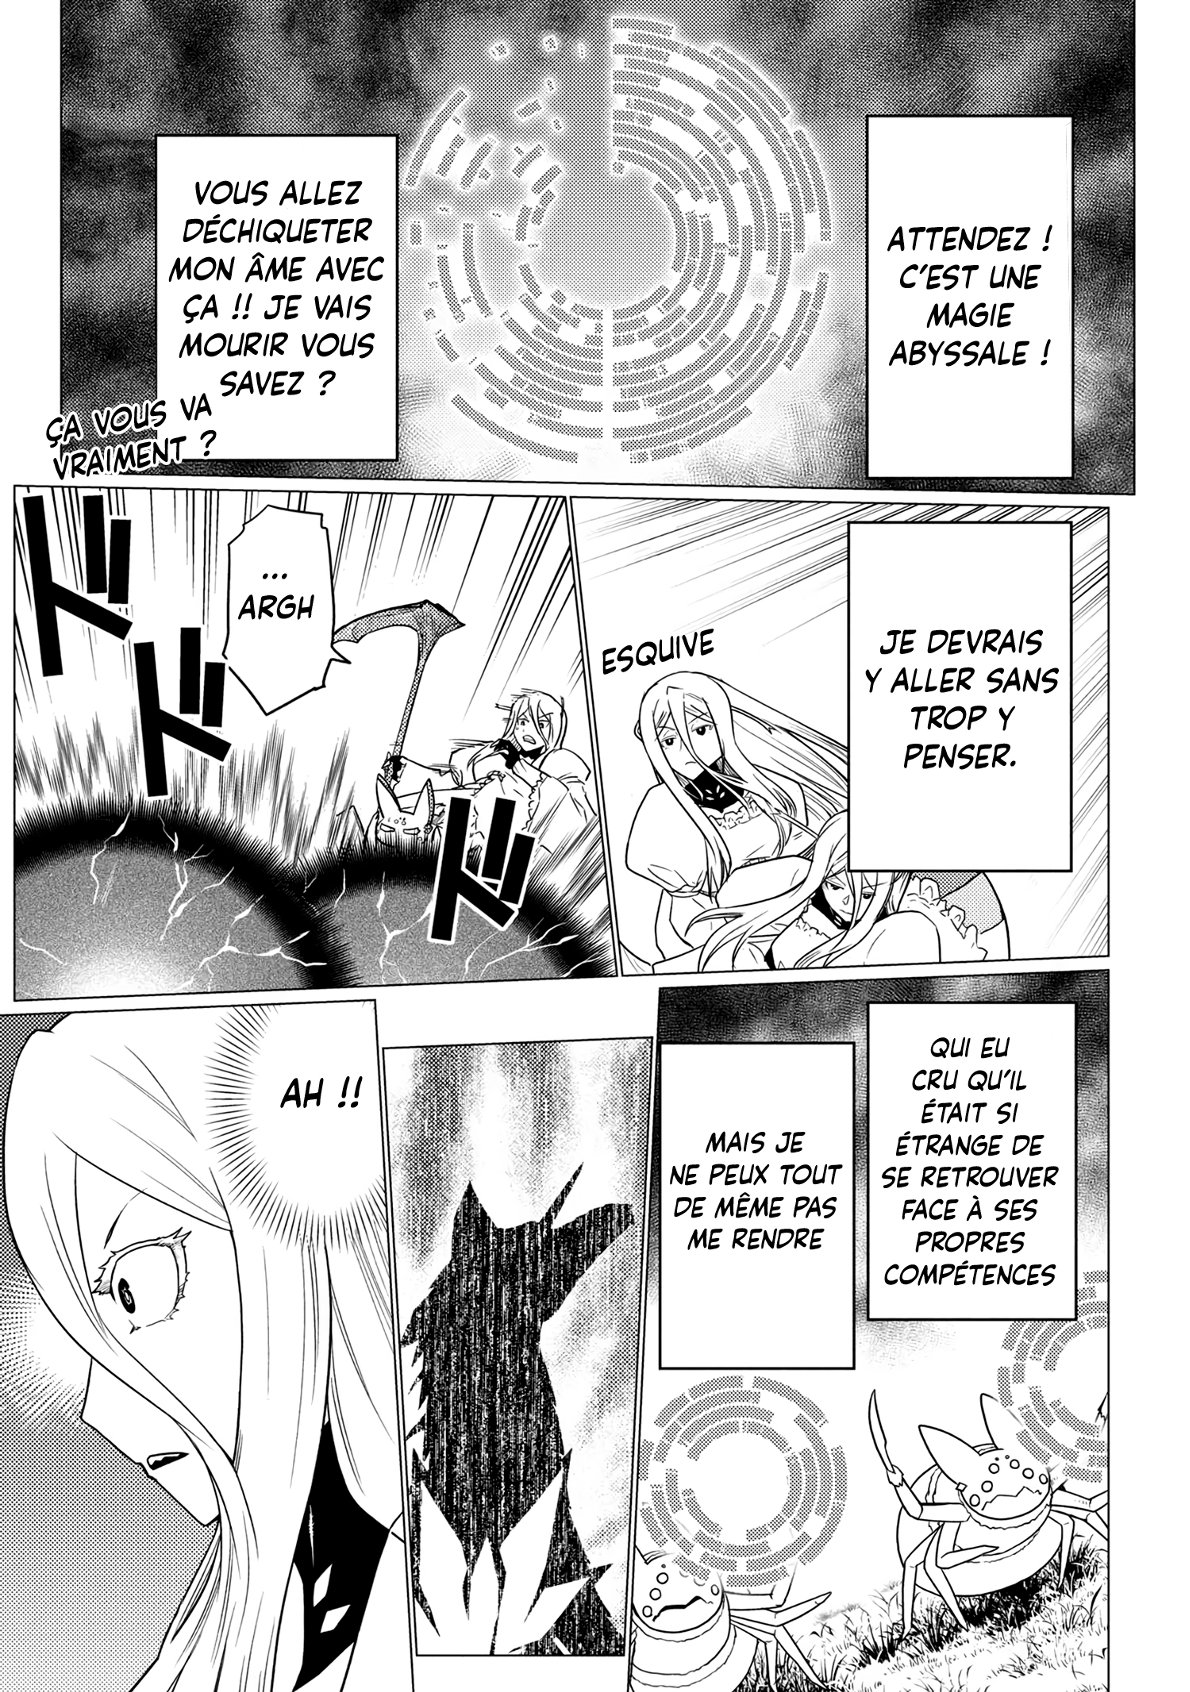 ATTENDEZ !
C'EST UNE
MAGIE
ABYSSALE !
VOUS ALLEZ
DÉCHIQUETER
MON ÂME AVEC
ÇA !! JE VAIS
MOURIR VOUS
SAVEZ ?
ÇA VOUS VA
VRAIMENT ?
JE DEVRAIS
Y ALLER SANS
TROP Y
PENSER.
ESQUIVE
...
ARGH
ドドドド
QUI EU
CRU QU'IL
ÉTAIT SI
ÉTRANGE DE
SE RETROUVER
FACE À SES
PROPRES
COMPÉTENCES
MAIS JE
NE PEUX TOUT
DE MÊME PAS
ME RENDRE
AH !!